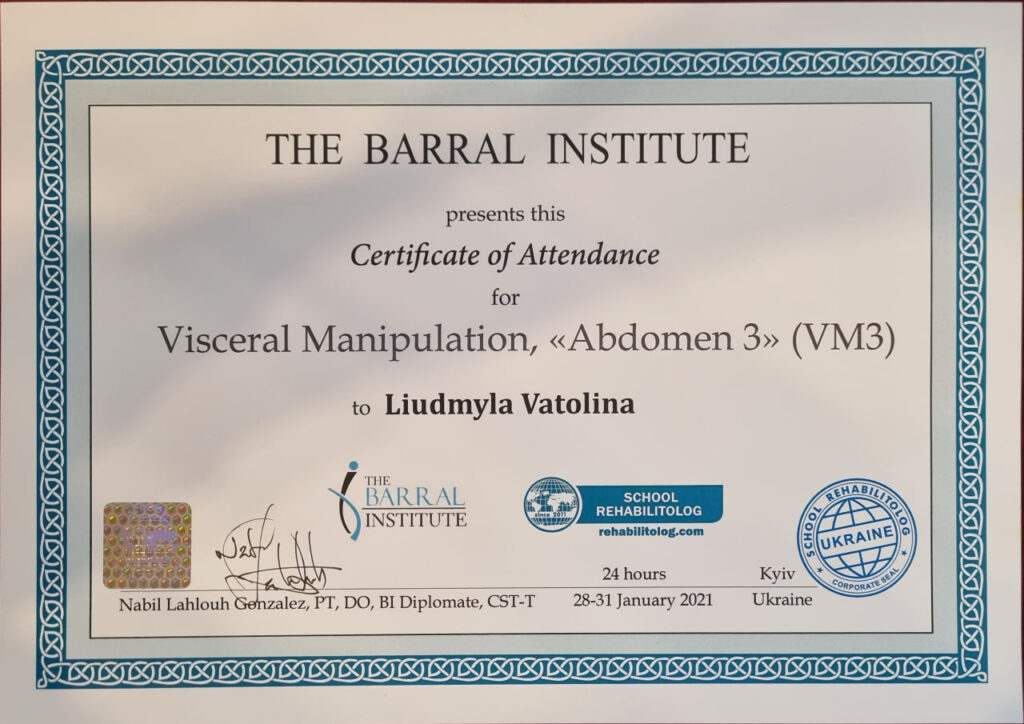 THE BARRAL INSTITUTE
presents this
Certificate of Attendance
for
Visceral Manipulation, «Abdomen 3» (VM3)
to Liudmyla Vatolina
THE
BARRAL
INSTITUTE
SCHOOL
REHABILITOLOG
since 2011
rehabilitolog.com
SCHOOL REHABILITOLOG
UKRAINE
CORPORATE SEAL
24 hours Kyiv
Nabil Lahlouh Gonzalez, PT, DO, BI Diplomate, CST-T 28-31 January 2021 Ukraine